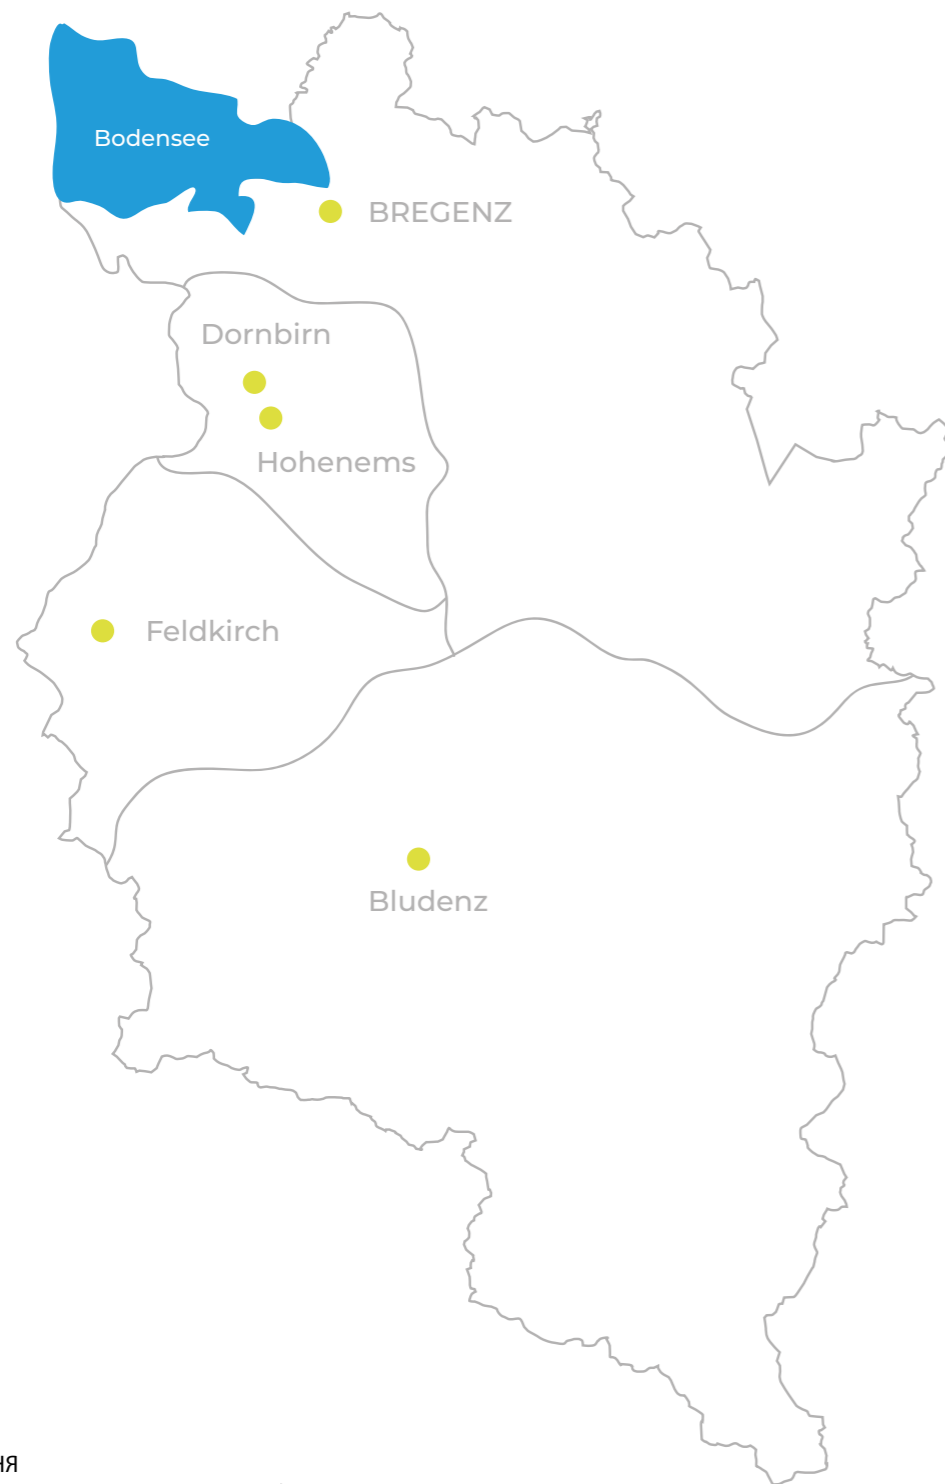 Bodensee
BREGENZ
Dornbirn
Hohenems
Feldkirch
Bludenz